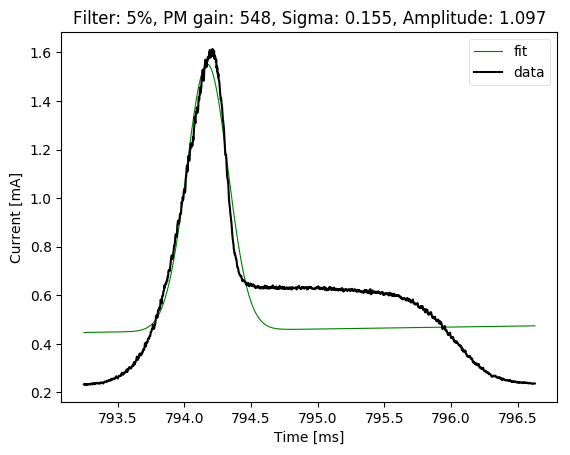 Filter: 5%, PM gain: 548, Sigma: 0.155, Amplitude: 1.097
fit
data
1.6
1.4
1.2
1.0
0.8
0.6
0.4
0.2
Current [mA]
793.5 794.0 794.5 795.0 795.5 796.0 796.5
Time [ms]